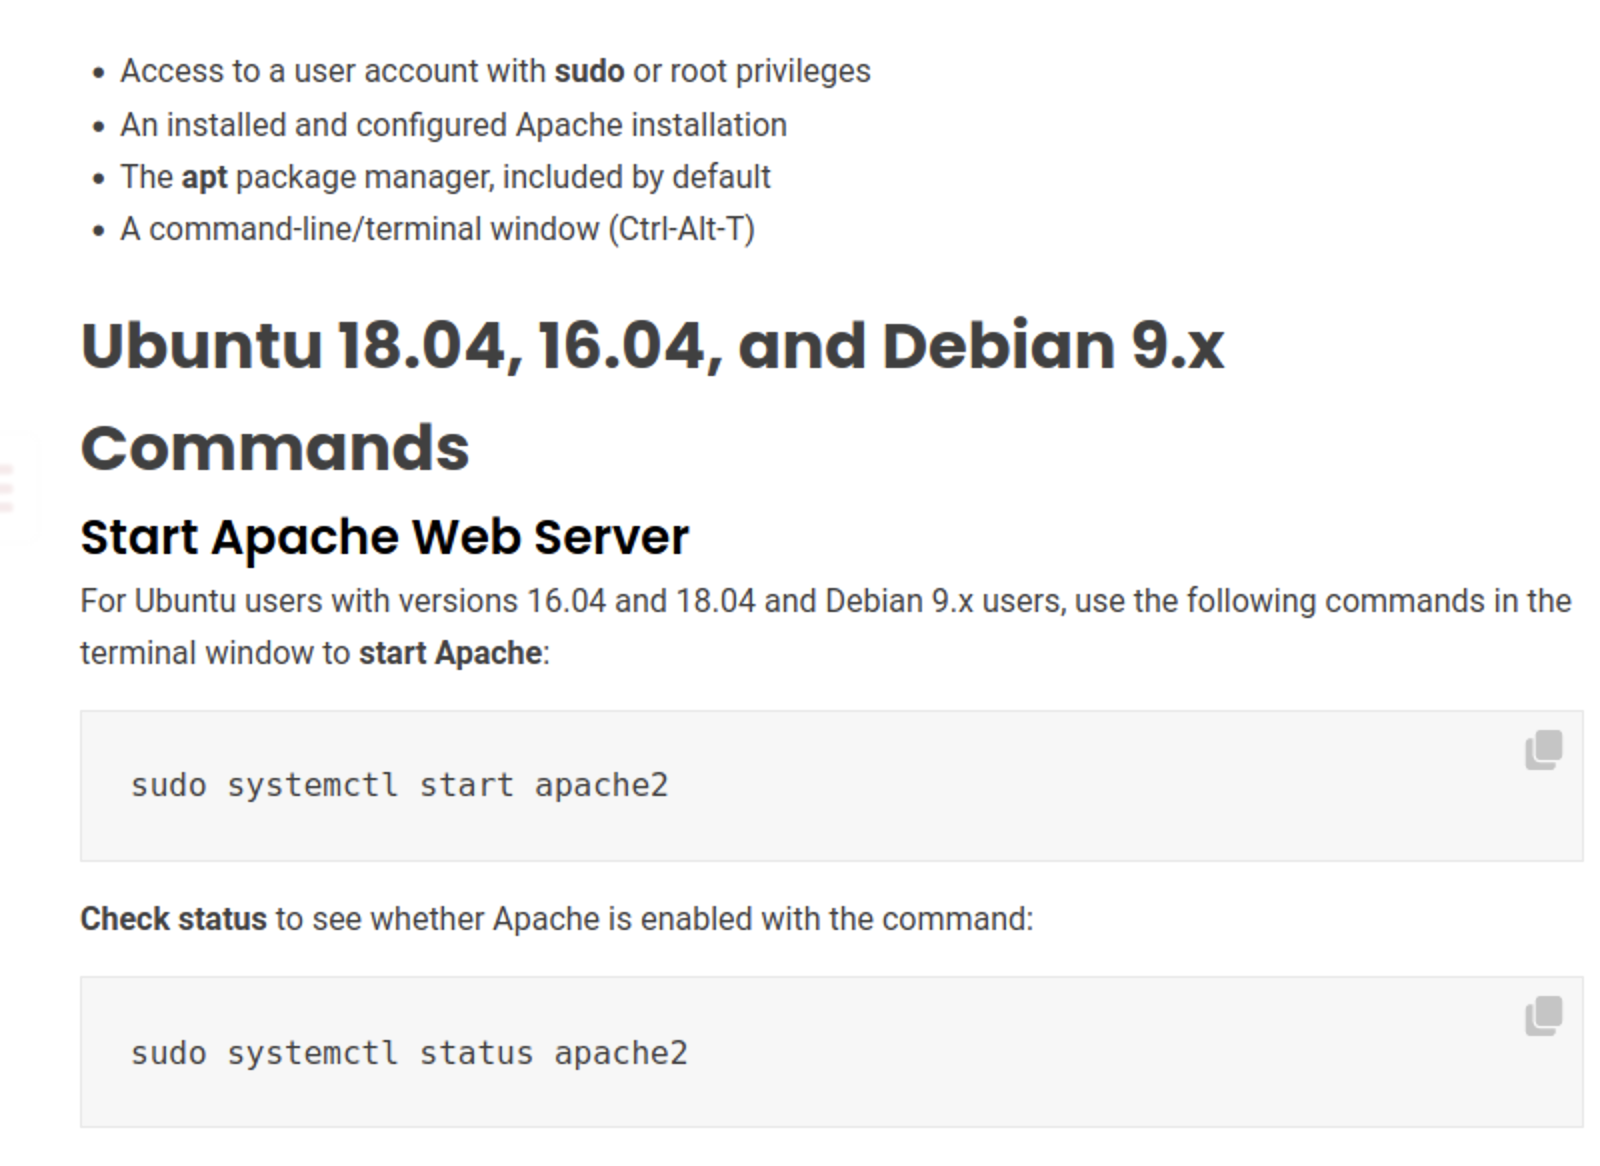 Access to a user account with sudo or root privileges
An installed and configured Apache installation
The apt package manager, included by default
A command-line/terminal window (Ctrl-Alt-T)
Ubuntu 18.04, 16.04, and Debian 9.x
Commands
Start Apache Web Server
For Ubuntu users with versions 16.04 and 18.04 and Debian 9.x users, use the following commands in the
terminal window to start Apache:
sudo systemctl start apache2
Check status to see whether Apache is enabled with the command:
sudo systemctl status apache2